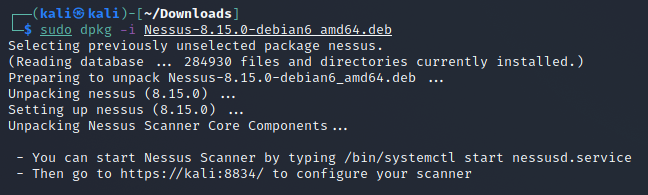 ┌──(kali㉿kali)-[~/Downloads]
└─$ sudo dpkg -i Nessus-8.15.0-debian6_amd64.deb
Selecting previously unselected package nessus.
(Reading database ... 284930 files and directories currently installed.)
Preparing to unpack Nessus-8.15.0-debian6_amd64.deb ...
Unpacking nessus (8.15.0) ...
Setting up nessus (8.15.0) ...
Unpacking Nessus Scanner Core Components...
- You can start Nessus Scanner by typing /bin/systemctl start nessusd.service
- Then go to https://kali:8834/ to configure your scanner